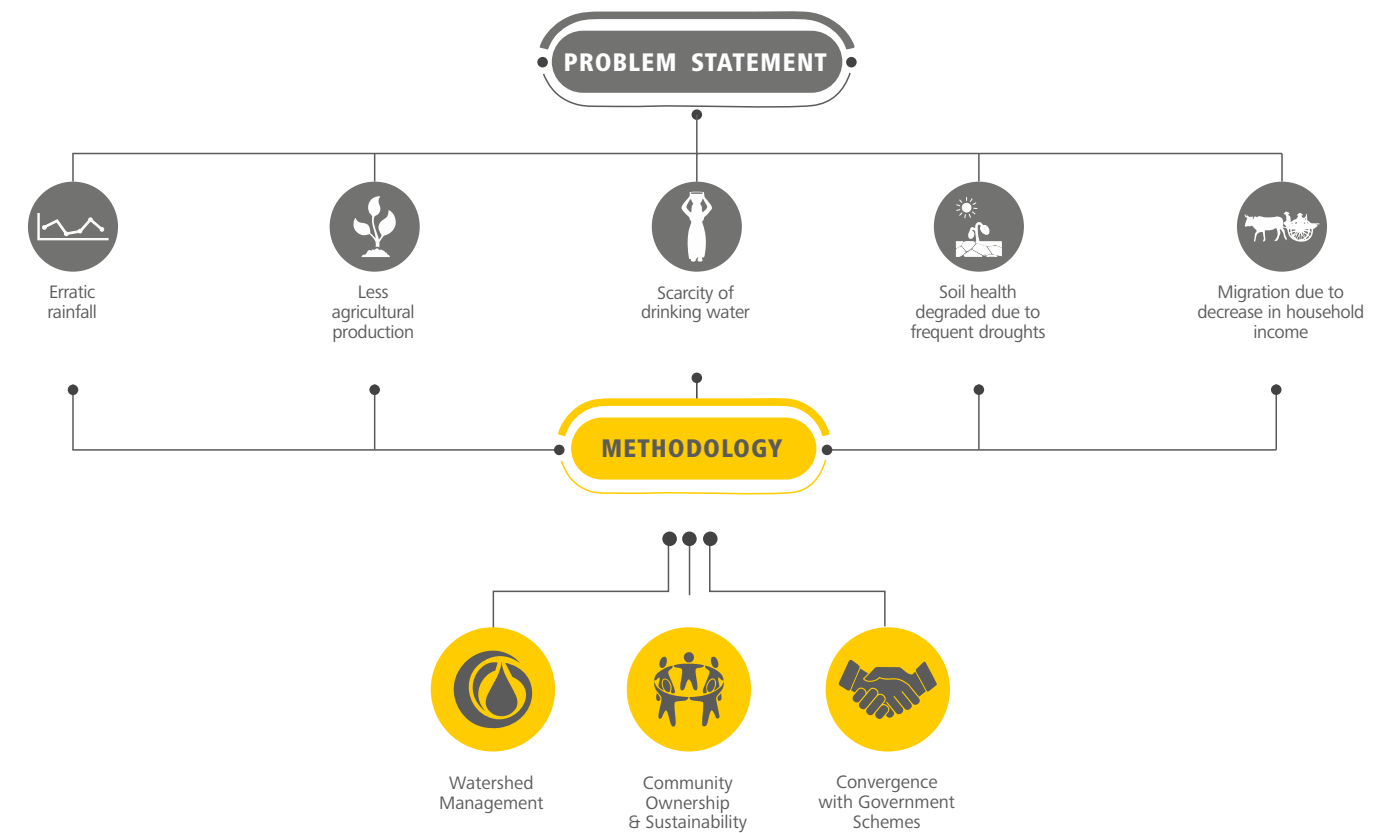 PROBLEM STATEMENT
Erratic
rainfall
Less
agricultural
production
Scarcity of
drinking water
Soil health
degraded due to
frequent droughts
Migration due to
decrease in household
income
METHODOLOGY
Watershed
Management
Community
Ownership
& Sustainability
Convergence
with Government
Schemes